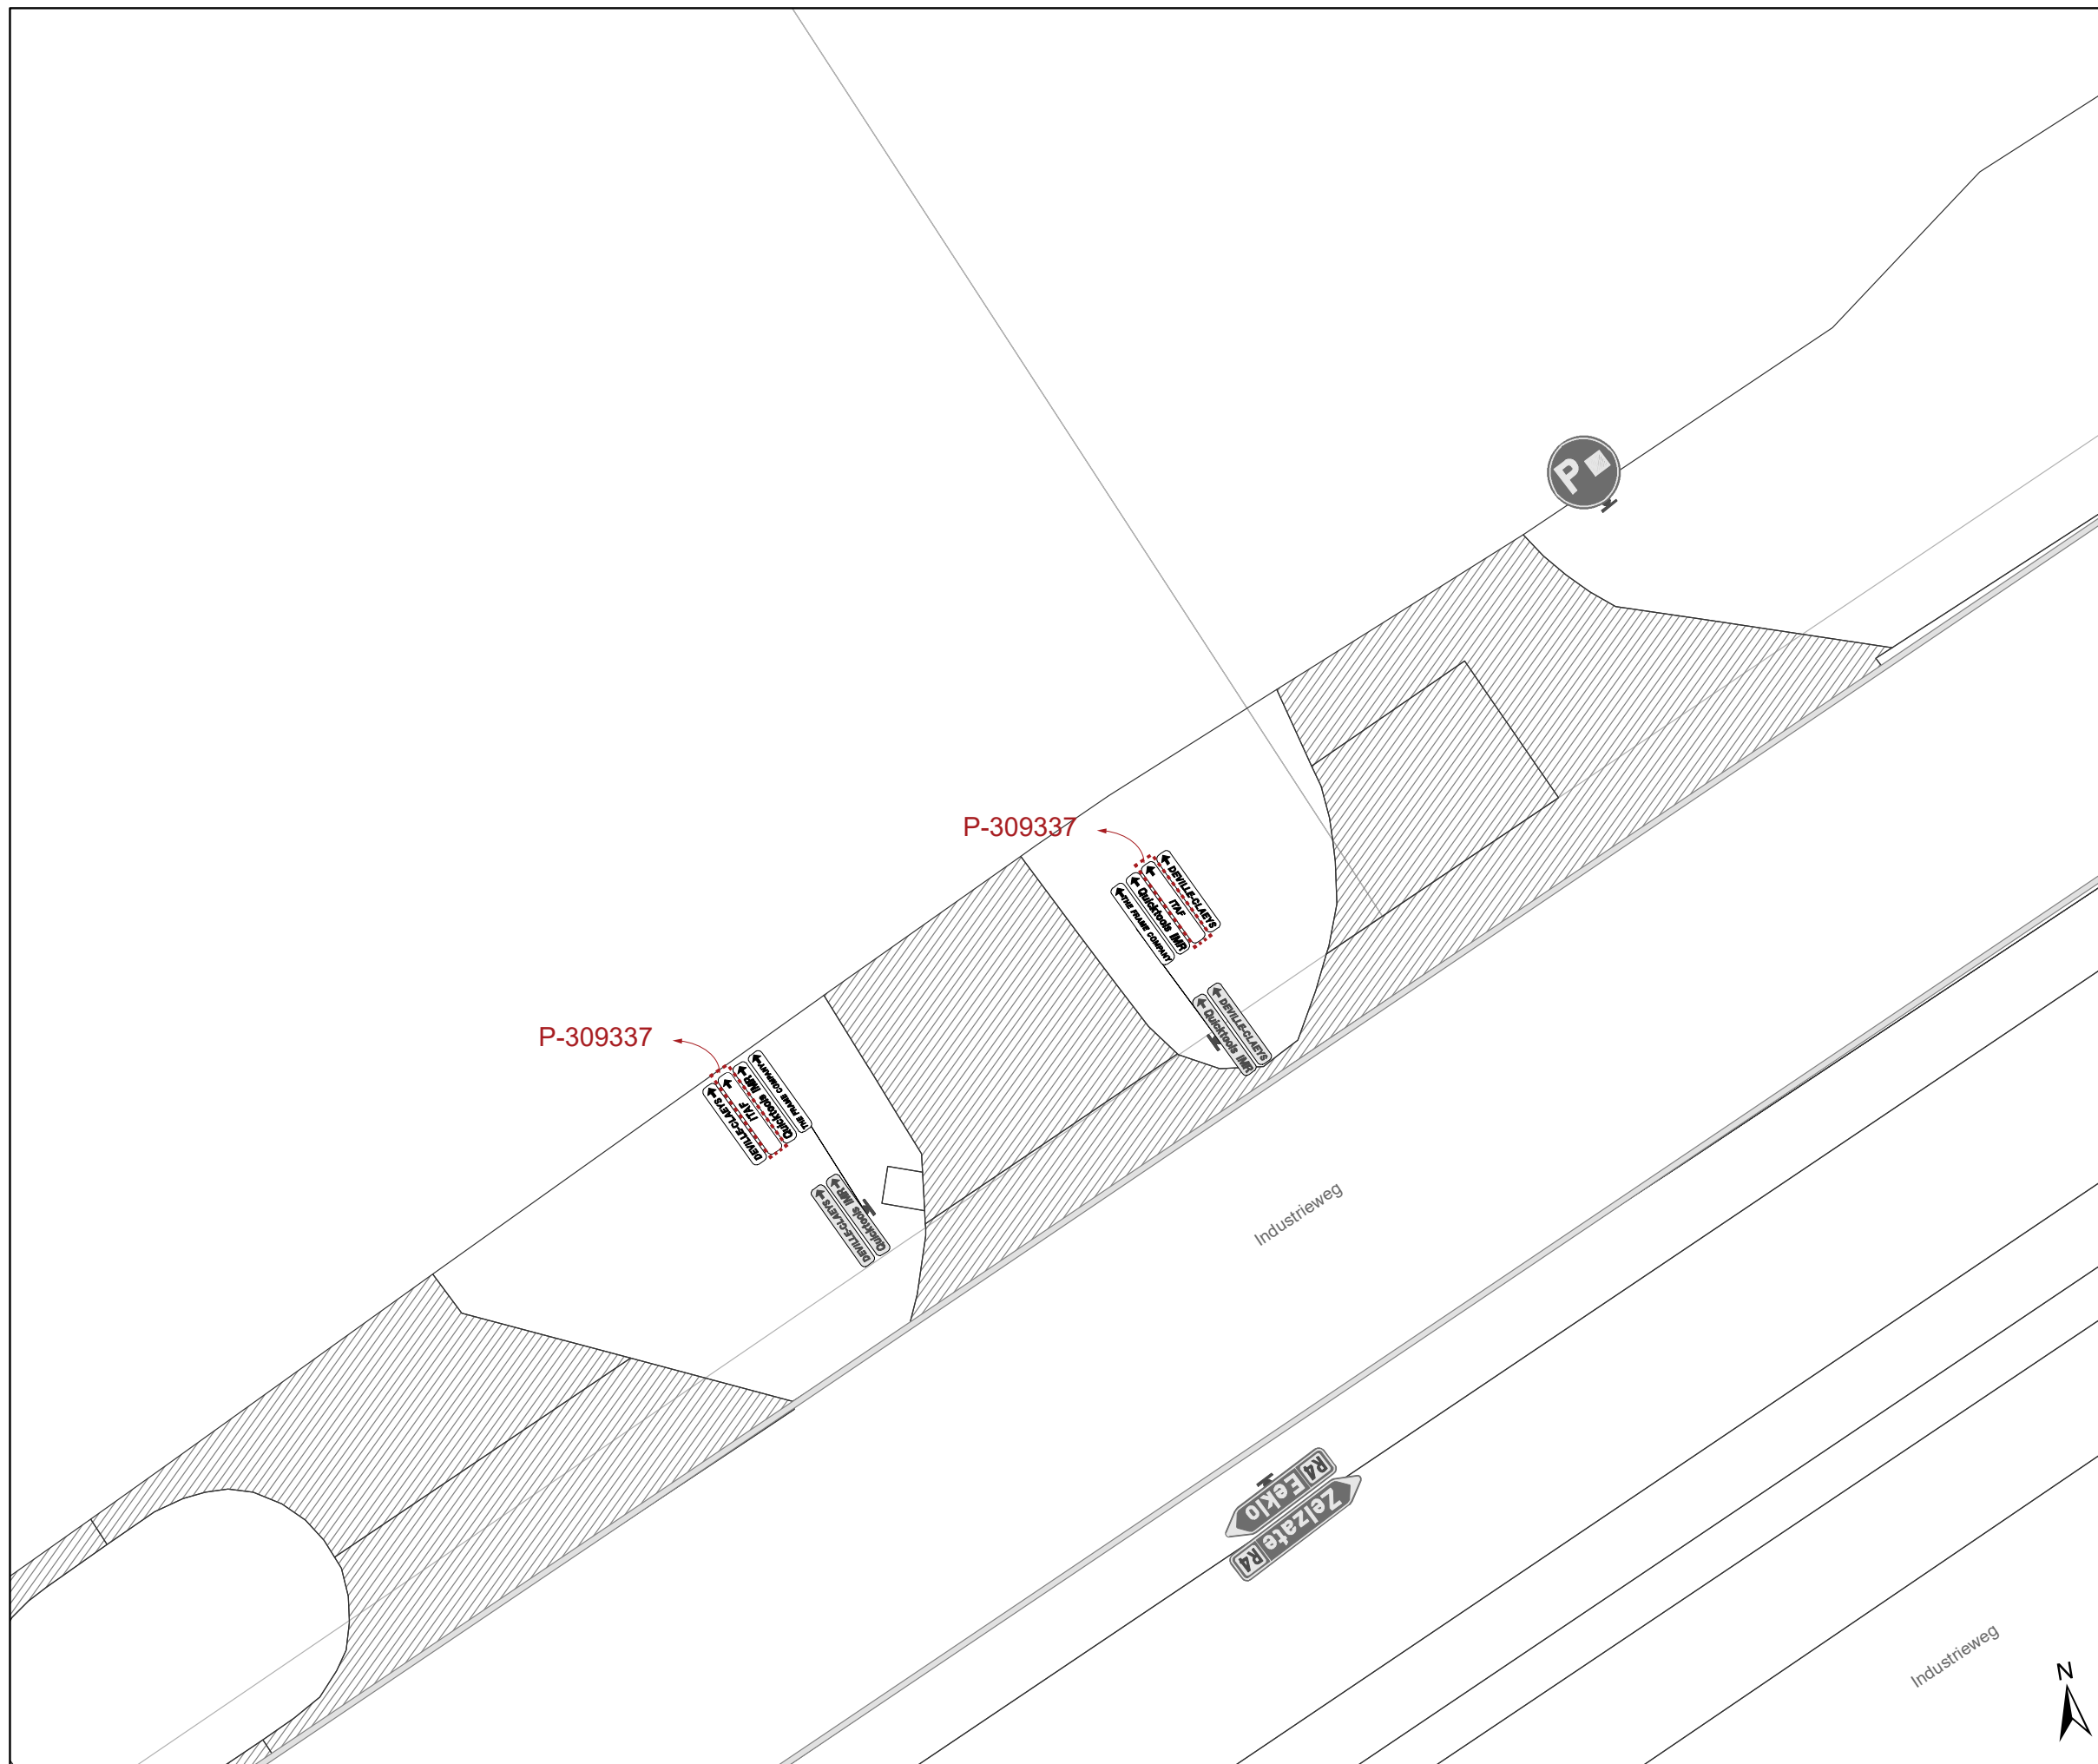 P
P-309337
DEVILLE-CLAEYS
ITAF
Quicktools IMR
THE FRAME COMPANY
DEVILLE-CLAEYS
Quicktools IMR
P-309337
THE FRAME COMPANY
Quicktools IMR
ITAF
DEVILLE-CLAEYS
Quicktools IMR
DEVILLE-CLAEYS
Industrieweg
R4 Eeklo
Zelzate R4
Industrieweg
N